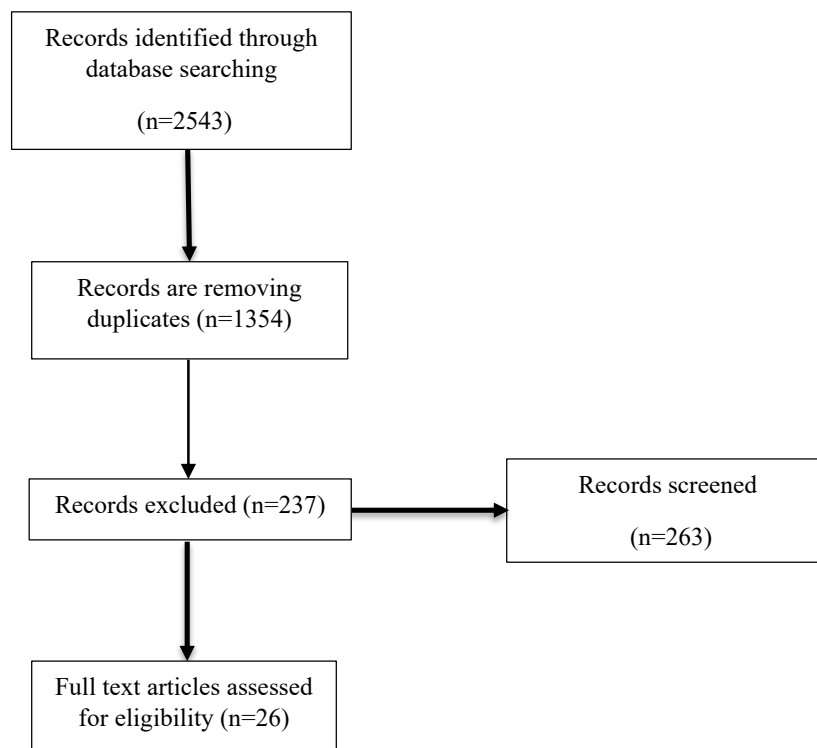 Records identified through
database searching
(n=2543)
Records are removing
duplicates (n=1354)
Records excluded (n=237)
Records screened
(n=263)
Full text articles assessed
for eligibility (n=26)